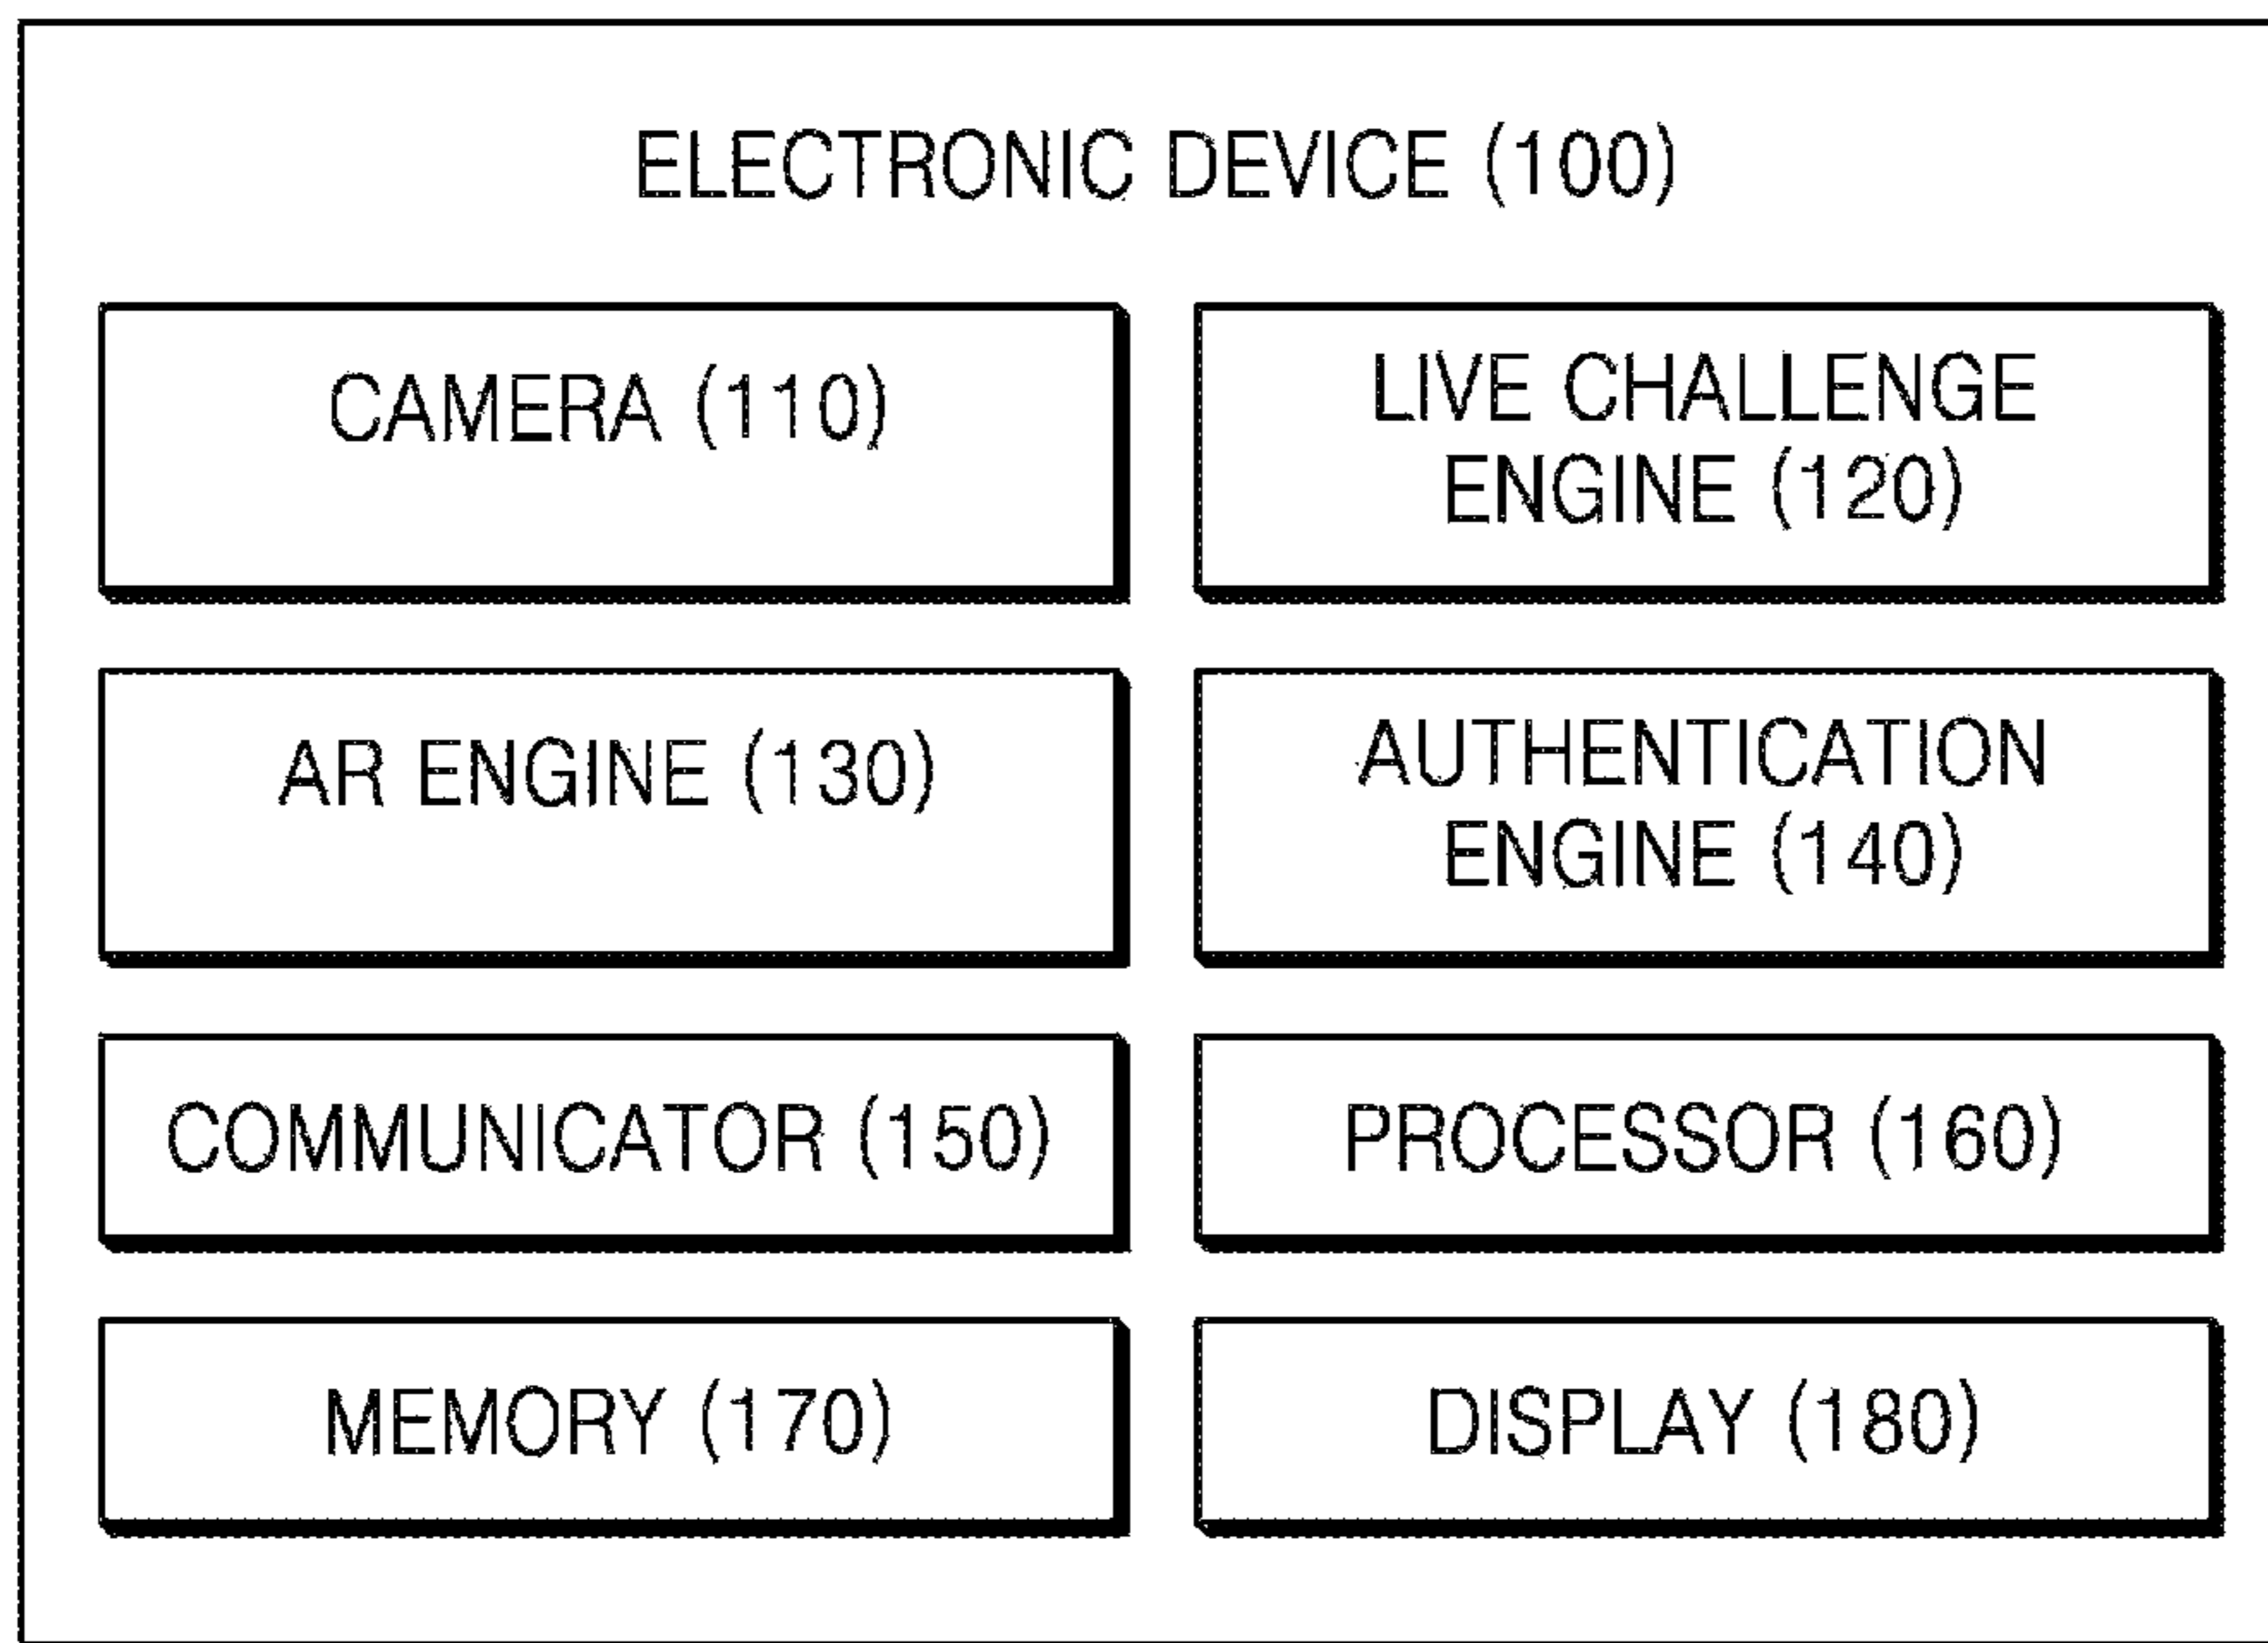 ELECTRONIC DEVICE (100)
CAMERA (110)
LIVE CHALLENGE
ENGINE (120)
AR ENGINE (130)
AUTHENTICATION
ENGINE (140)
COMMUNICATOR (150)
PROCESSOR (160)
MEMORY (170)
DISPLAY (180)